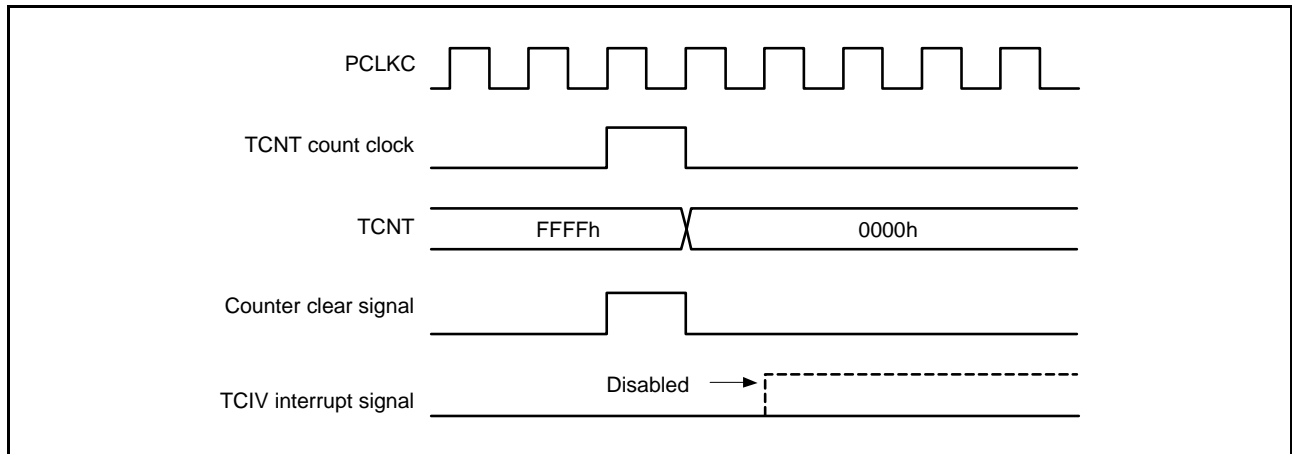 PCLKC
TCNT count clock
TCNT
FFFFh
0000h
Counter clear signal
Disabled
TCIV interrupt signal